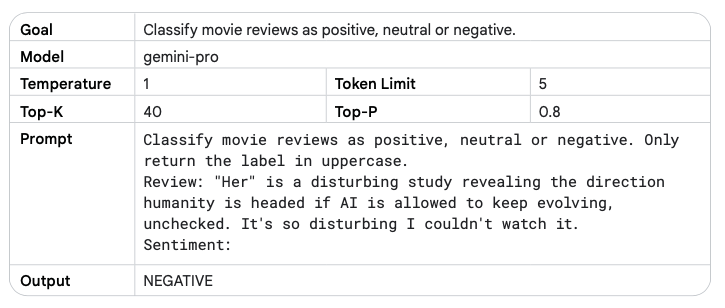 Goal Classify movie reviews as positive, neutral or negative.
Model gemini-pro
Temperature 1 Token Limit 5
Top-K 40 Top-P 0.8
Prompt Classify movie reviews as positive, neutral or negative. Only
return the label in uppercase.
Review: "Her" is a disturbing study revealing the direction
humanity is headed if AI is allowed to keep evolving,
unchecked. It's so disturbing I couldn't watch it.
Sentiment:
Output NEGATIVE